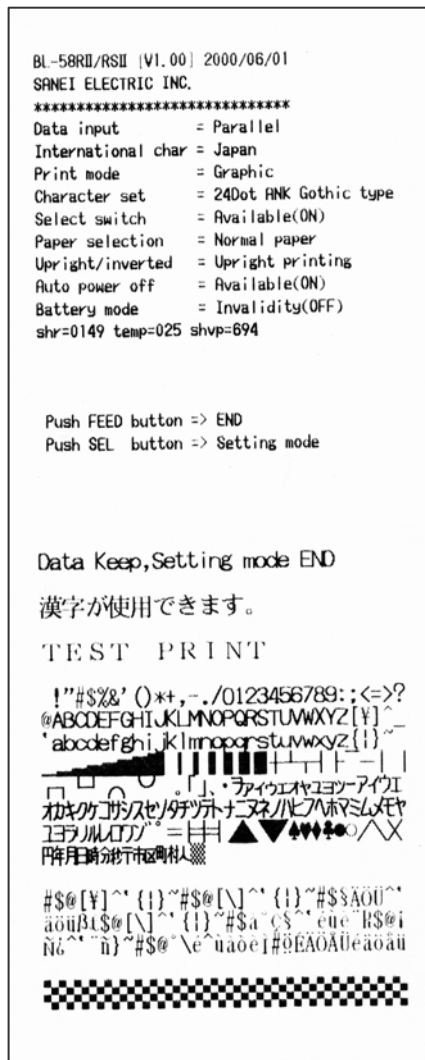 BL-58RII/RSII [V1.00] 2000/06/01
SANEI ELECTRIC INC.
******************************
Data input = Parallel
International char = Japan
Print mode = Graphic
Character set = 24Dot ANK Gothic type
Select switch = Available(ON)
Paper selection = Normal paper
Upright/inverted = Upright printing
Auto power off = Available(ON)
Battery mode = Invalidity(OFF)
shr=0149 temp=025 shvp=694
Push FEED button => END
Push SEL button => Setting mode
Data Keep,Setting mode END
漢字が使用できます。
TEST PRINT
!"#$%&'()*+,-./0123456789:;<=>?
@ABCDEFGHIJKLMNOPQRSTUVWXYZ[¥]^_
'abcdefghijklmnopqrstuvwxyz{|}~
。「」、・ヲァィゥェォャュョッーアイウエ
オカキクケコサシスセソタチツテトナニヌネノハヒフヘホマミムメモヤ
ユヨラリルレロワン゛゜=▲▼♠♥♦♣●○╱╲╳
円年月日時分秒〒市区町村人▒
#$@[¥]^'{|}~#$@[\]^'{|}~#$§ÄÖÜ^'
äöüß£$@[\]^'{|}~#$à°ç§^'éùè¨#$@¡
Ñ¿^'¨ñ}~#$@°\é^ùàòèì#¤ÉÄÖÅÜéäöåü